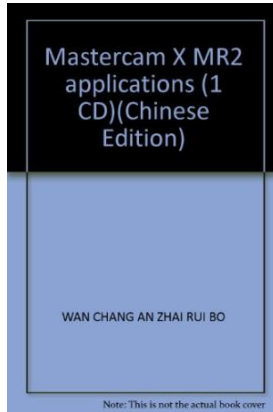 Mastercam X MR2
applications (1
CD)(Chinese
Edition)
WAN CHANG AN ZHAI RUI BO
Note: This is not the actual book cover